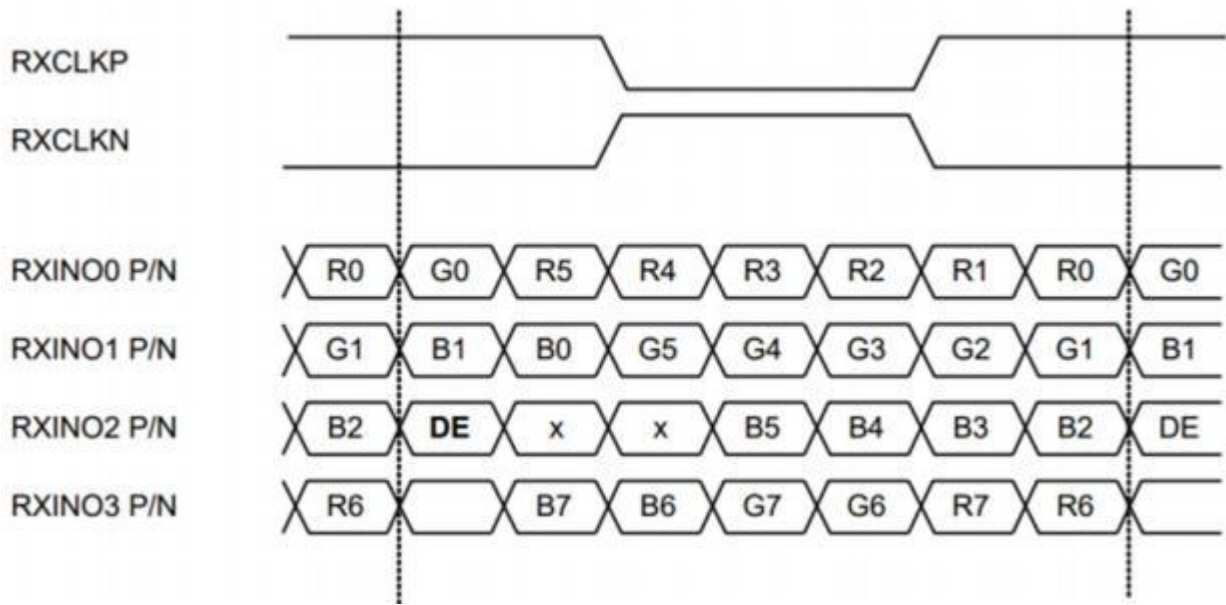 RXCLKP
RXCLKN
RXINO0 P/N R0 G0 R5 R4 R3 R2 R1 R0 G0
RXINO1 P/N G1 B1 B0 G5 G4 G3 G2 G1 B1
RXINO2 P/N B2 DE x x B5 B4 B3 B2 DE
RXINO3 P/N R6 B7 B6 G7 G6 R7 R6